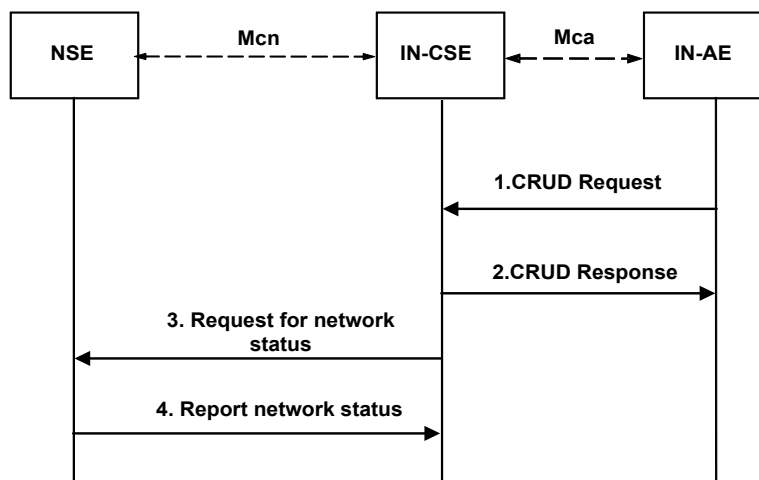 NSE
Mcn
IN-CSE
Mca
IN-AE
1.CRUD Request
2.CRUD Response
3. Request for network
status
4. Report network status